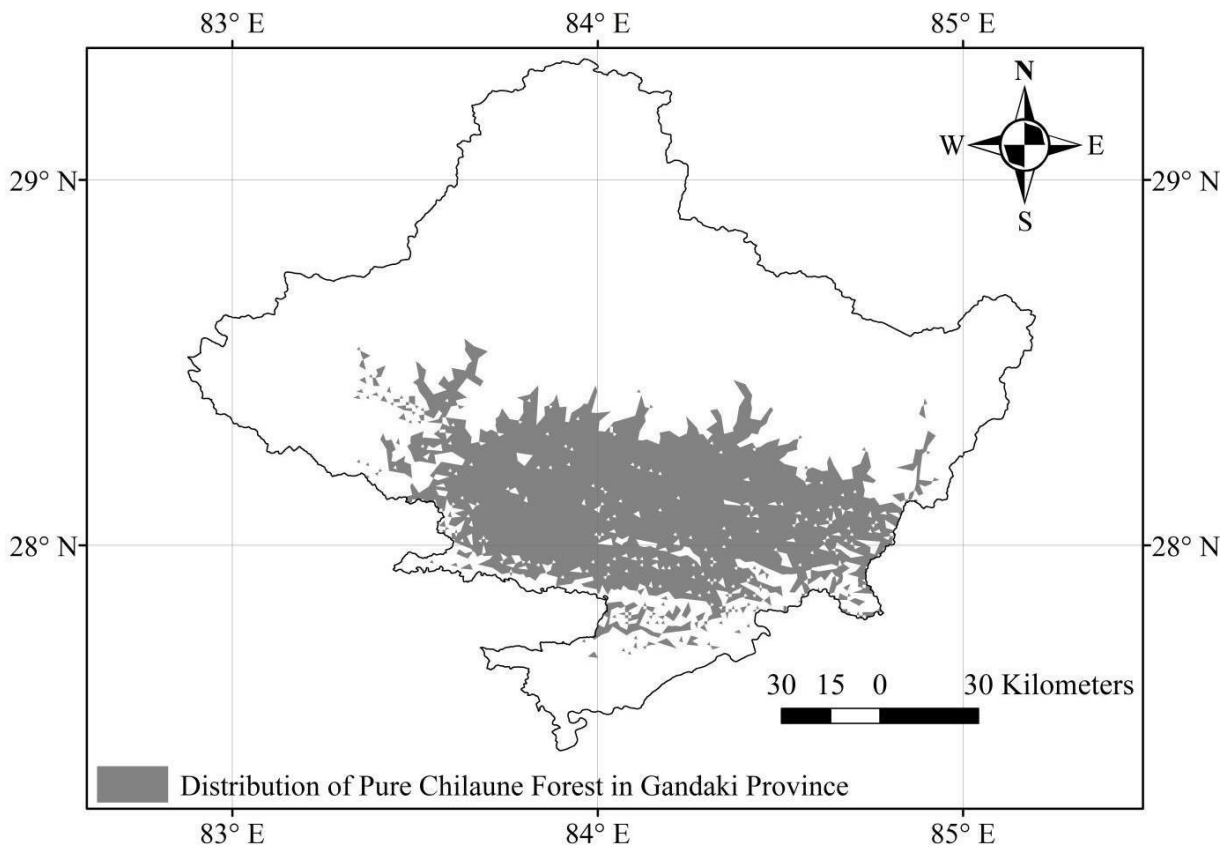 83° E 84° E 85° E
N
W E
S
29° N 29° N
28° N 28° N
30 15 0 30 Kilometers
Distribution of Pure Chilaune Forest in Gandaki Province
83° E 84° E 85° E